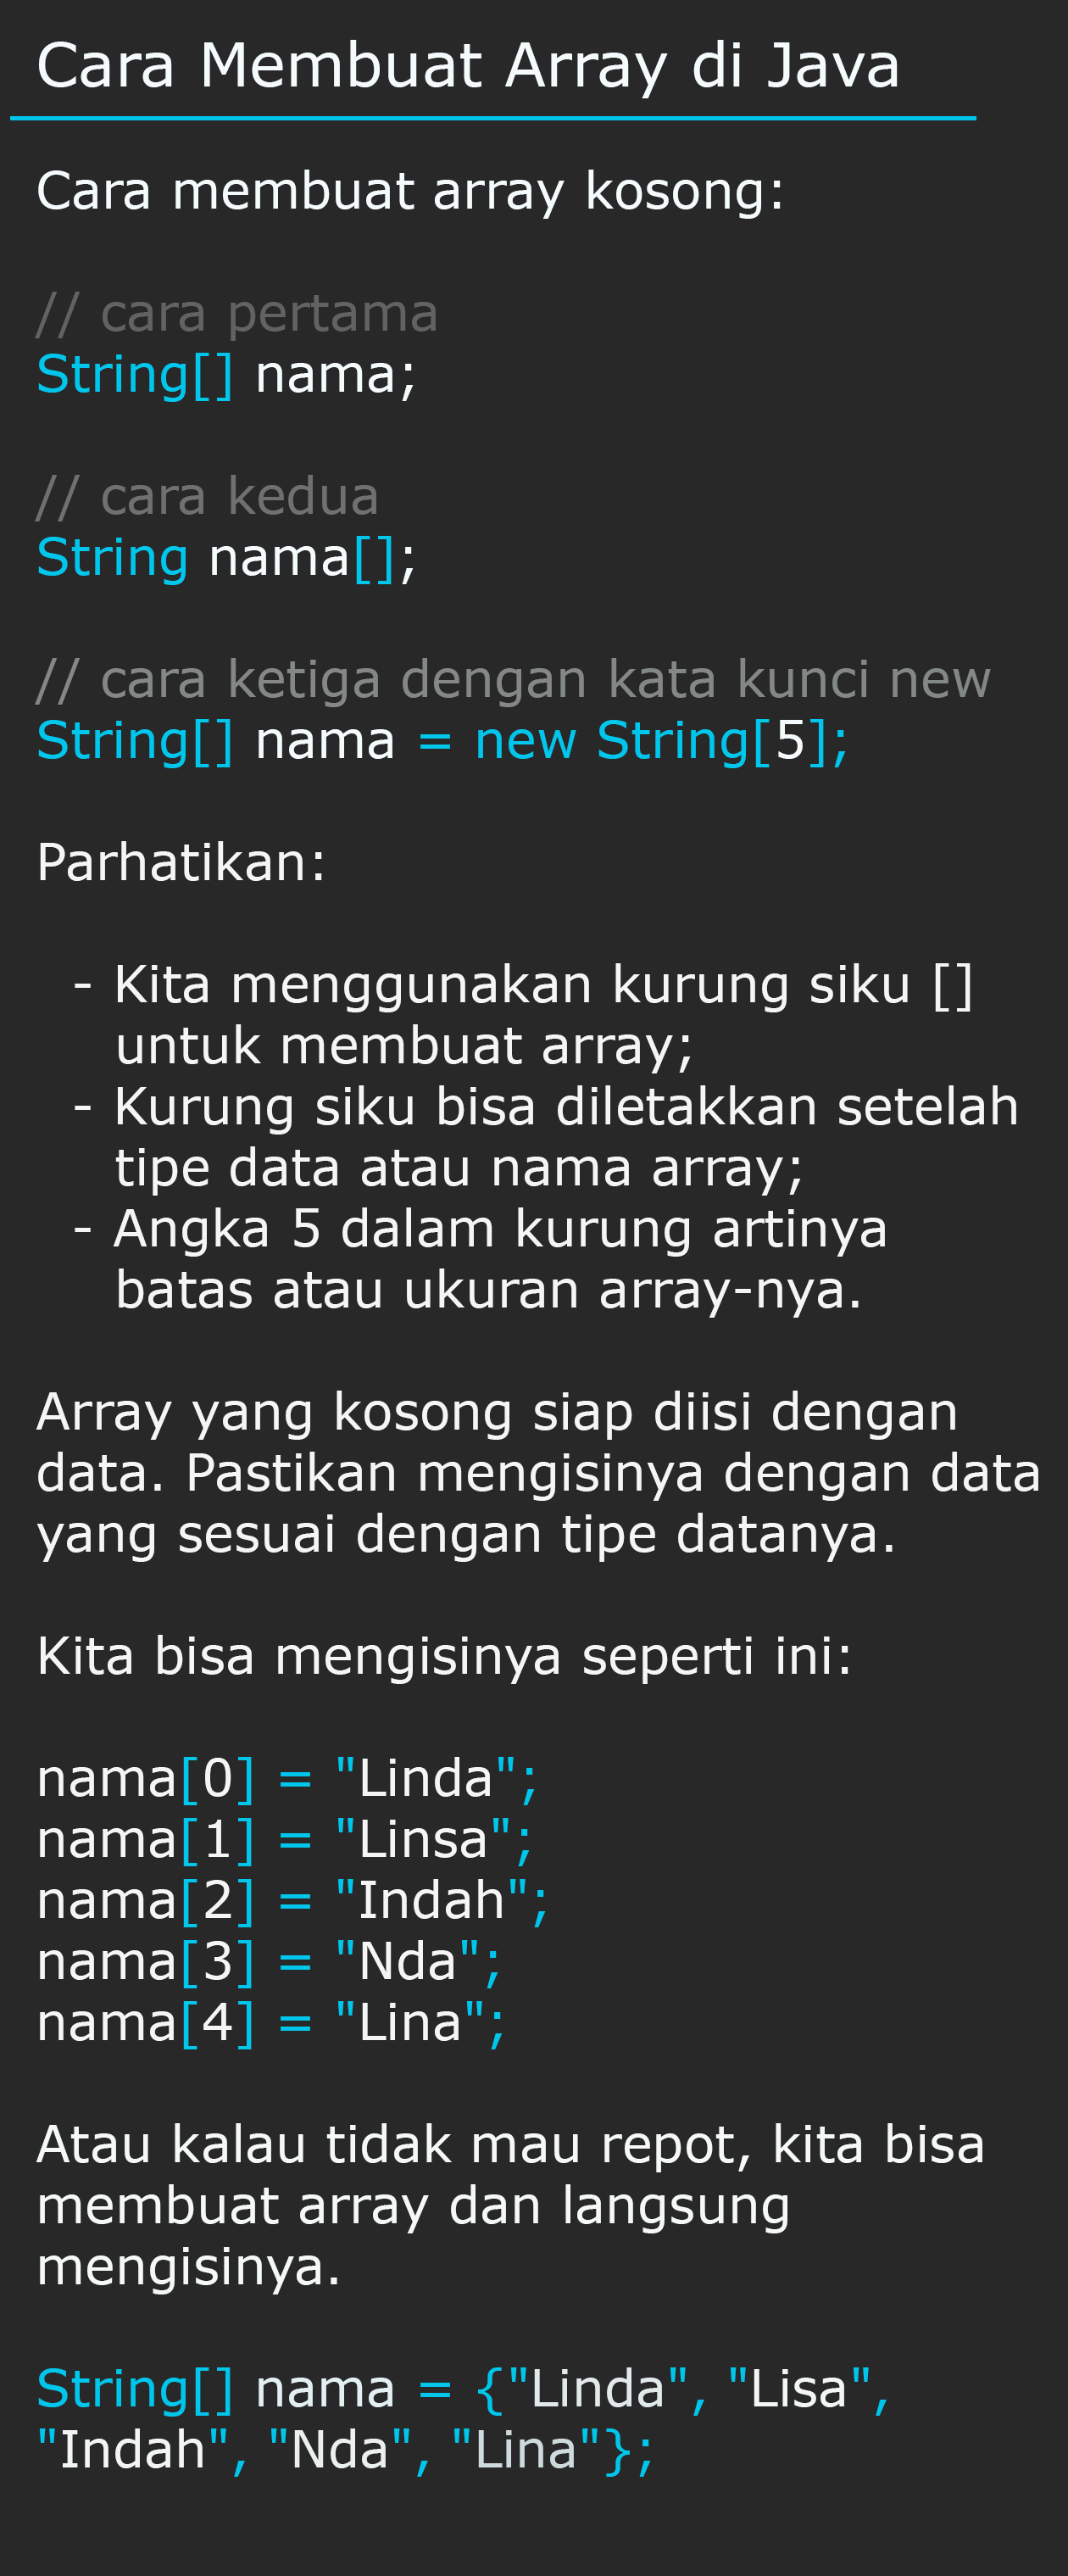 Cara Membuat Array di Java
Cara membuat array kosong:
// cara pertama
String[] nama;
// cara kedua
String nama[];
// cara ketiga dengan kata kunci new
String[] nama = new String[5];
Parhatikan:
- Kita menggunakan kurung siku []
untuk membuat array;
- Kurung siku bisa diletakkan setelah
tipe data atau nama array;
- Angka 5 dalam kurung artinya
batas atau ukuran array-nya.
Array yang kosong siap diisi dengan
data. Pastikan mengisinya dengan data
yang sesuai dengan tipe datanya.
Kita bisa mengisinya seperti ini:
nama[0] = "Linda";
nama[1] = "Linsa";
nama[2] = "Indah";
nama[3] = "Nda";
nama[4] = "Lina";
Atau kalau tidak mau repot, kita bisa
membuat array dan langsung
mengisinya.
String[] nama = {"Linda", "Lisa",
"Indah", "Nda", "Lina"};